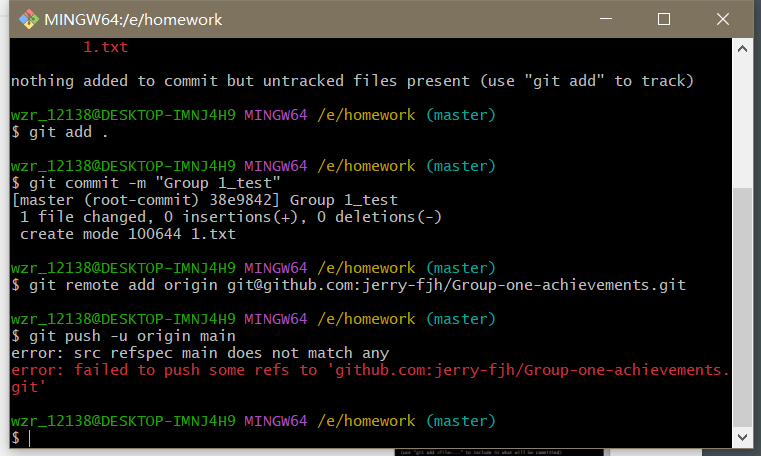 MINGW64:/e/homework
1.txt
nothing added to commit but untracked files present (use "git add" to track)
wzr_12138@DESKTOP-IMNJ4H9 MINGW64 /e/homework (master)
$ git add .
wzr_12138@DESKTOP-IMNJ4H9 MINGW64 /e/homework (master)
$ git commit -m "Group 1_test"
[master (root-commit) 38e9842] Group 1_test
1 file changed, 0 insertions(+), 0 deletions(-)
create mode 100644 1.txt
wzr_12138@DESKTOP-IMNJ4H9 MINGW64 /e/homework (master)
$ git remote add origin git@github.com:jerry-fjh/Group-one-achievements.git
wzr_12138@DESKTOP-IMNJ4H9 MINGW64 /e/homework (master)
$ git push -u origin main
error: src refspec main does not match any
error: failed to push some refs to 'github.com:jerry-fjh/Group-one-achievements.
git'
wzr_12138@DESKTOP-IMNJ4H9 MINGW64 /e/homework (master)
$